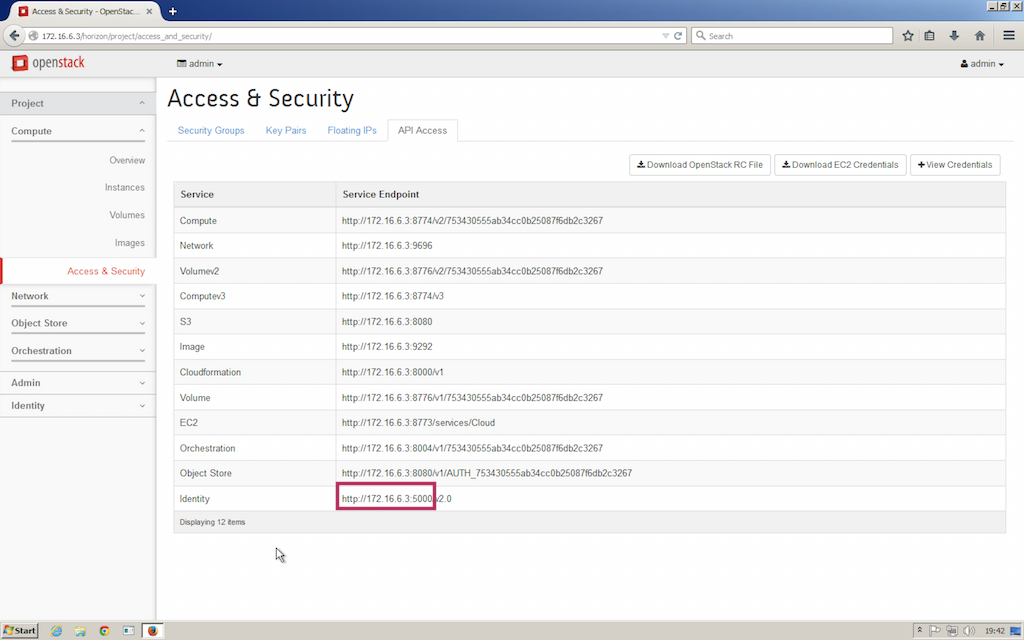 Access & Security - OpenStac...
172.16.6.3/horizon/project/access_and_security/
Search
openstack
admin
admin
Project
Compute
Overview
Instances
Volumes
Images
Access & Security
Network
Object Store
Orchestration
Admin
Identity
Access & Security
Security Groups Key Pairs Floating IPs API Access
Download OpenStack RC File Download EC2 Credentials View Credentials
Service Service Endpoint
Compute http://172.16.6.3:8774/v2/753430555ab34cc0b25087f6db2c3267
Network http://172.16.6.3:9696
Volumev2 http://172.16.6.3:8776/v2/753430555ab34cc0b25087f6db2c3267
Computev3 http://172.16.6.3:8774/v3
S3 http://172.16.6.3:8080
Image http://172.16.6.3:9292
Cloudformation http://172.16.6.3:8000/v1
Volume http://172.16.6.3:8776/v1/753430555ab34cc0b25087f6db2c3267
EC2 http://172.16.6.3:8773/services/Cloud
Orchestration http://172.16.6.3:8004/v1/753430555ab34cc0b25087f6db2c3267
Object Store http://172.16.6.3:8080/v1/AUTH_753430555ab34cc0b25087f6db2c3267
Identity http://172.16.6.3:5000/v2.0
Displaying 12 items
Start
19:42